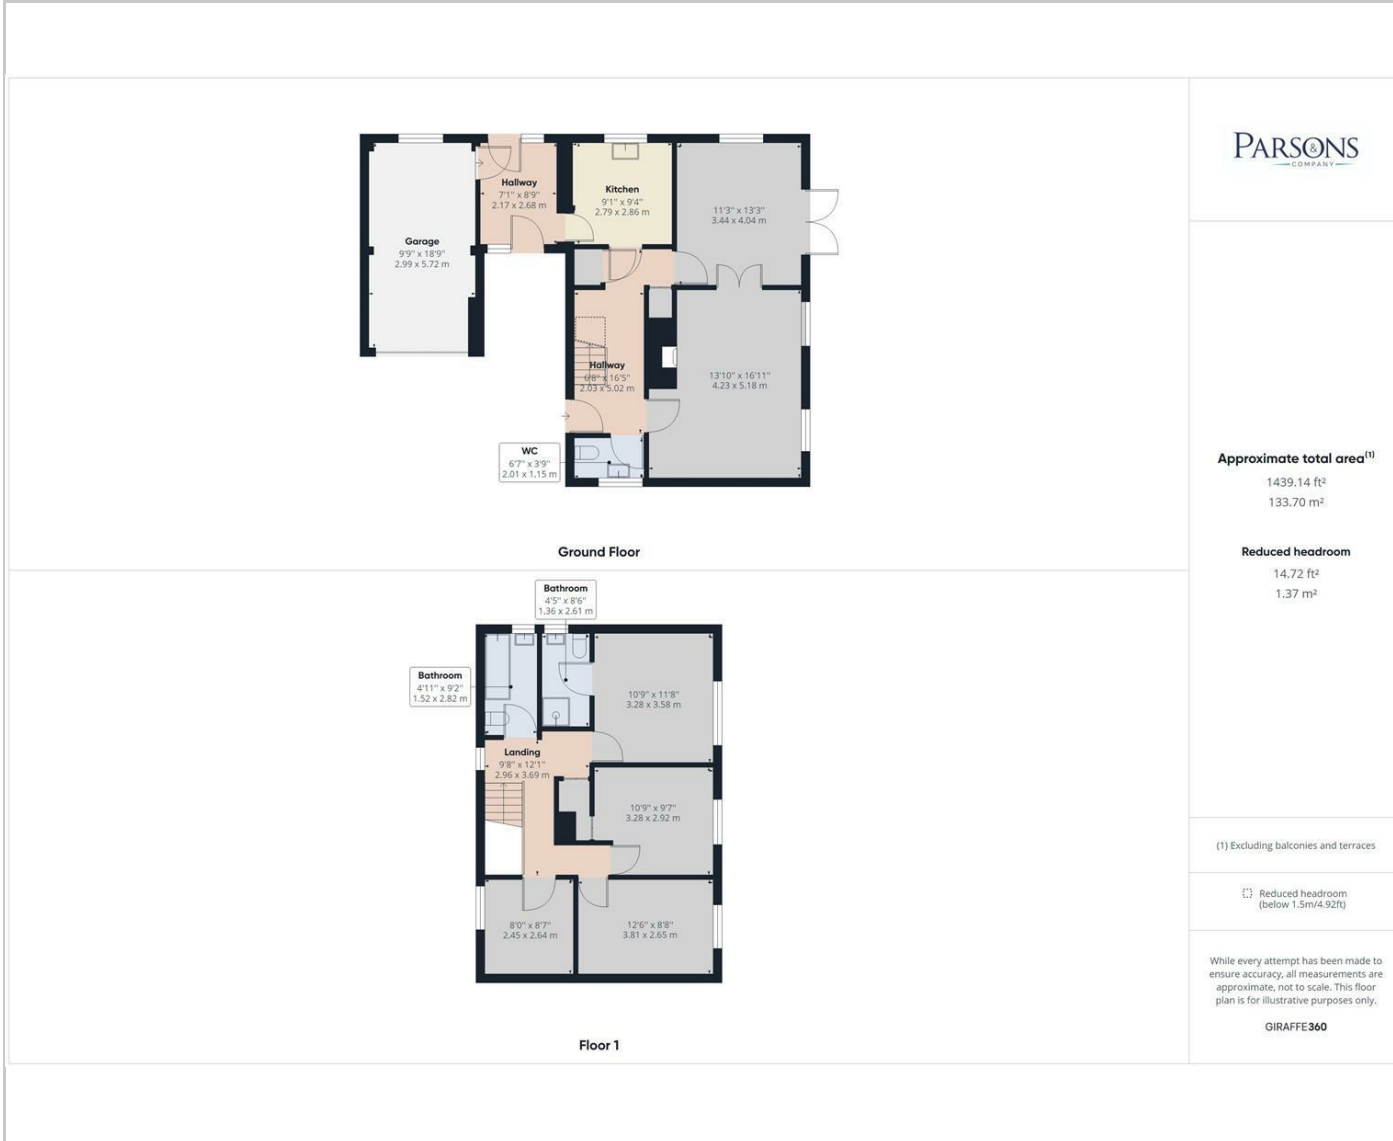 PARSONS
&
COMPANY
Hallway
7'1" x 8'9"
2.17 x 2.68 m
Kitchen
9'1" x 9'4"
2.79 x 2.86 m
11'3" x 13'3"
3.44 x 4.04 m
Garage
9'9" x 18'9"
2.99 x 5.72 m
Hallway
6'8" x 16'5"
2.03 x 5.02 m
13'10" x 16'11"
4.23 x 5.18 m
WC
6'7" x 3'9"
2.01 x 1.15 m
Ground Floor
Approximate total area(1)
1439.14 ft²
133.70 m²
Reduced headroom
14.72 ft²
1.37 m²
Bathroom
4'5" x 8'6"
1.36 x 2.61 m
Bathroom
4'11" x 9'2"
1.52 x 2.82 m
10'9" x 11'8"
3.28 x 3.58 m
Landing
9'8" x 12'1"
2.96 x 3.69 m
10'9" x 9'7"
3.28 x 2.92 m
8'0" x 8'7"
2.45 x 2.64 m
12'6" x 8'8"
3.81 x 2.65 m
Floor 1
(1) Excluding balconies and terraces
Reduced headroom
(below 1.5m/4.92ft)
While every attempt has been made to
ensure accuracy, all measurements are
approximate, not to scale. This floor
plan is for illustrative purposes only.
GIRAFFE360